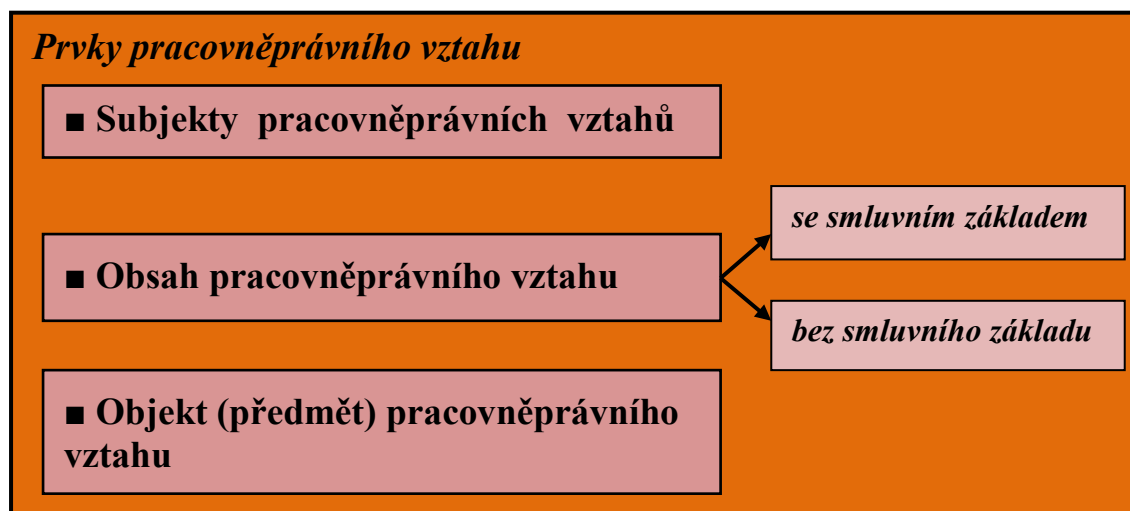 Prvky pracovněprávního vztahu
■ Subjekty pracovněprávních vztahů
■ Obsah pracovněprávního vztahu
se smluvním základem
bez smluvního základu
■ Objekt (předmět) pracovněprávního
vztahu